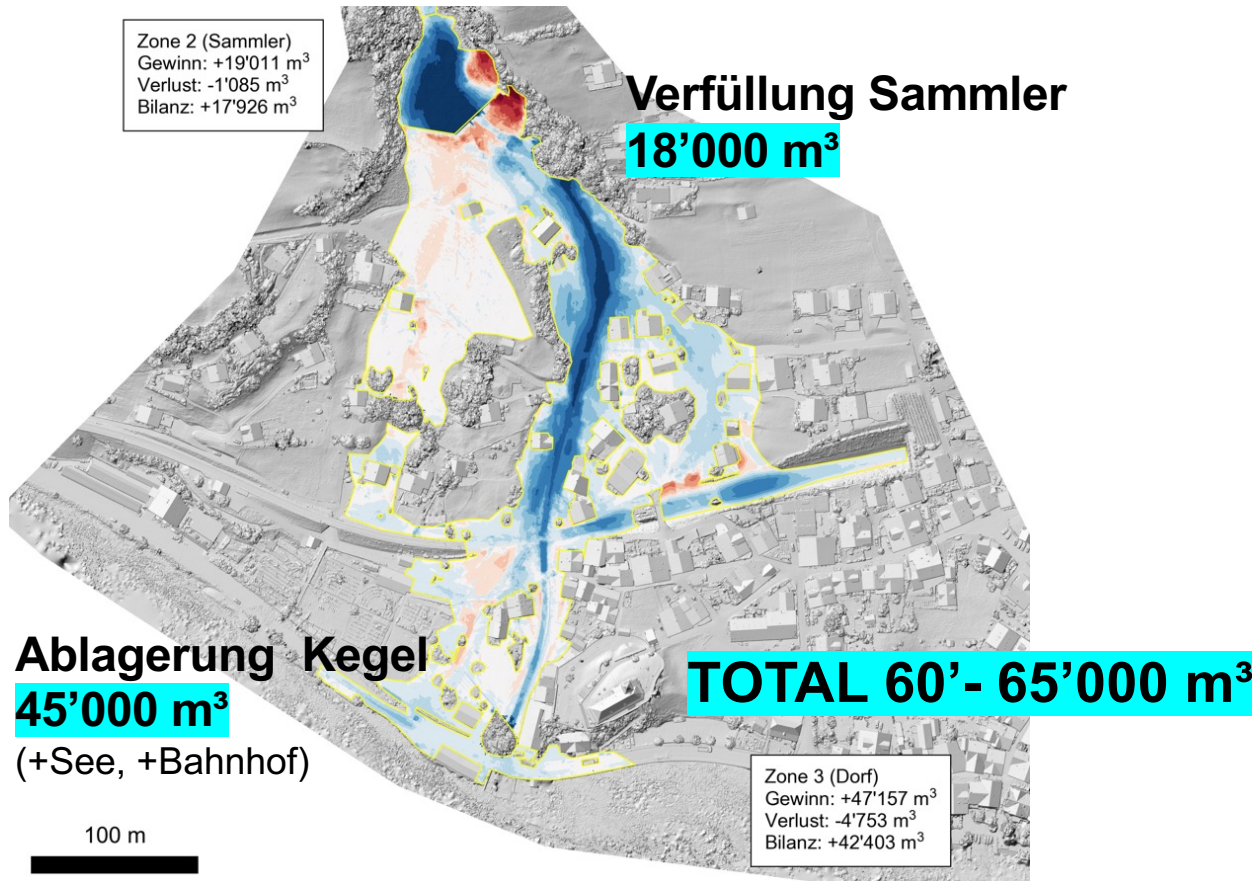 Zone 2 (Sammler)
Gewinn: +19'011 m³
Verlust: -1'085 m³
Bilanz: +17'926 m³
Verfüllung Sammler
18’000 m³
Ablagerung Kegel
45’000 m³
(+See, +Bahnhof)
TOTAL 60’- 65’000 m³
Zone 3 (Dorf)
Gewinn: +47'157 m³
Verlust: -4'753 m³
Bilanz: +42'403 m³
100 m